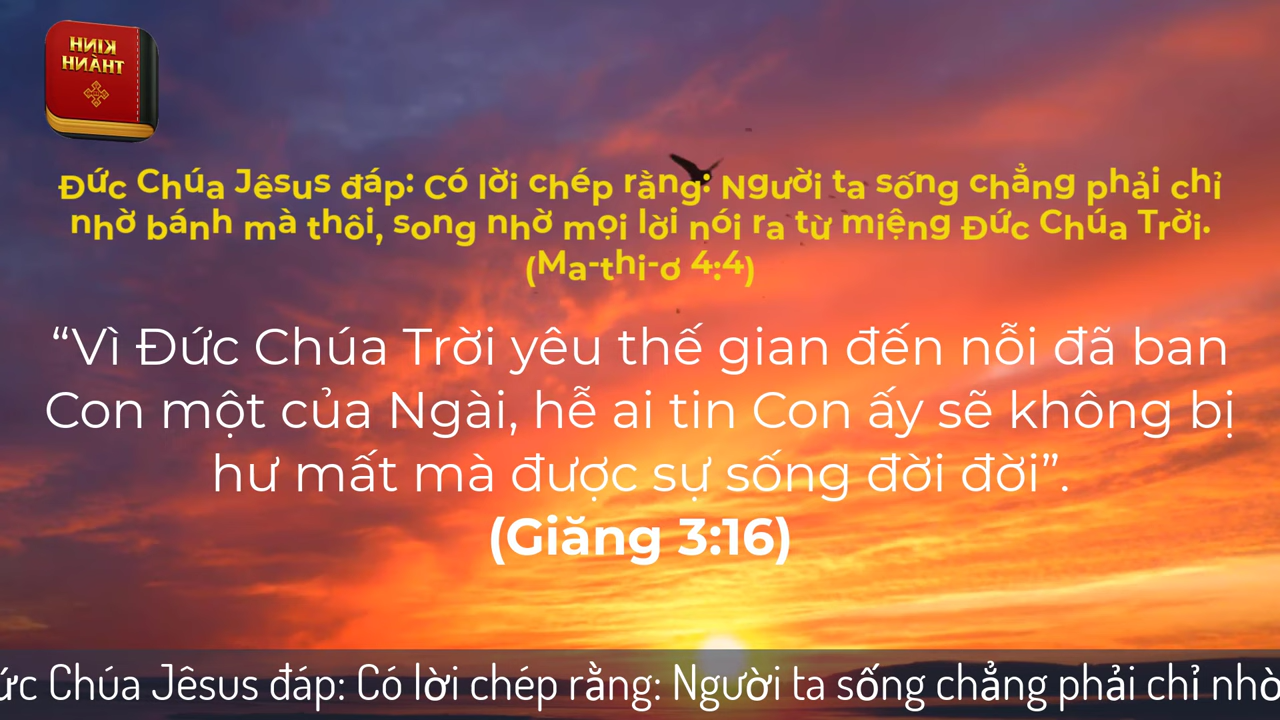 KINH
THÁNH
Đức Chúa Jêsus đáp: Có lời chép rằng: Người ta sống chẳng phải chỉ
nhờ bánh mà thôi, song nhờ mọi lời nói ra từ miệng Đức Chúa Trời.
(Ma-thi-ơ 4:4)
“Vì Đức Chúa Trời yêu thế gian đến nỗi đã ban
Con một của Ngài, hễ ai tin Con ấy sẽ không bị
hư mất mà được sự sống đời đời”.
(Giăng 3:16)
ức Chúa Jêsus đáp: Có lời chép rằng: Người ta sống chẳng phải chỉ nhờ